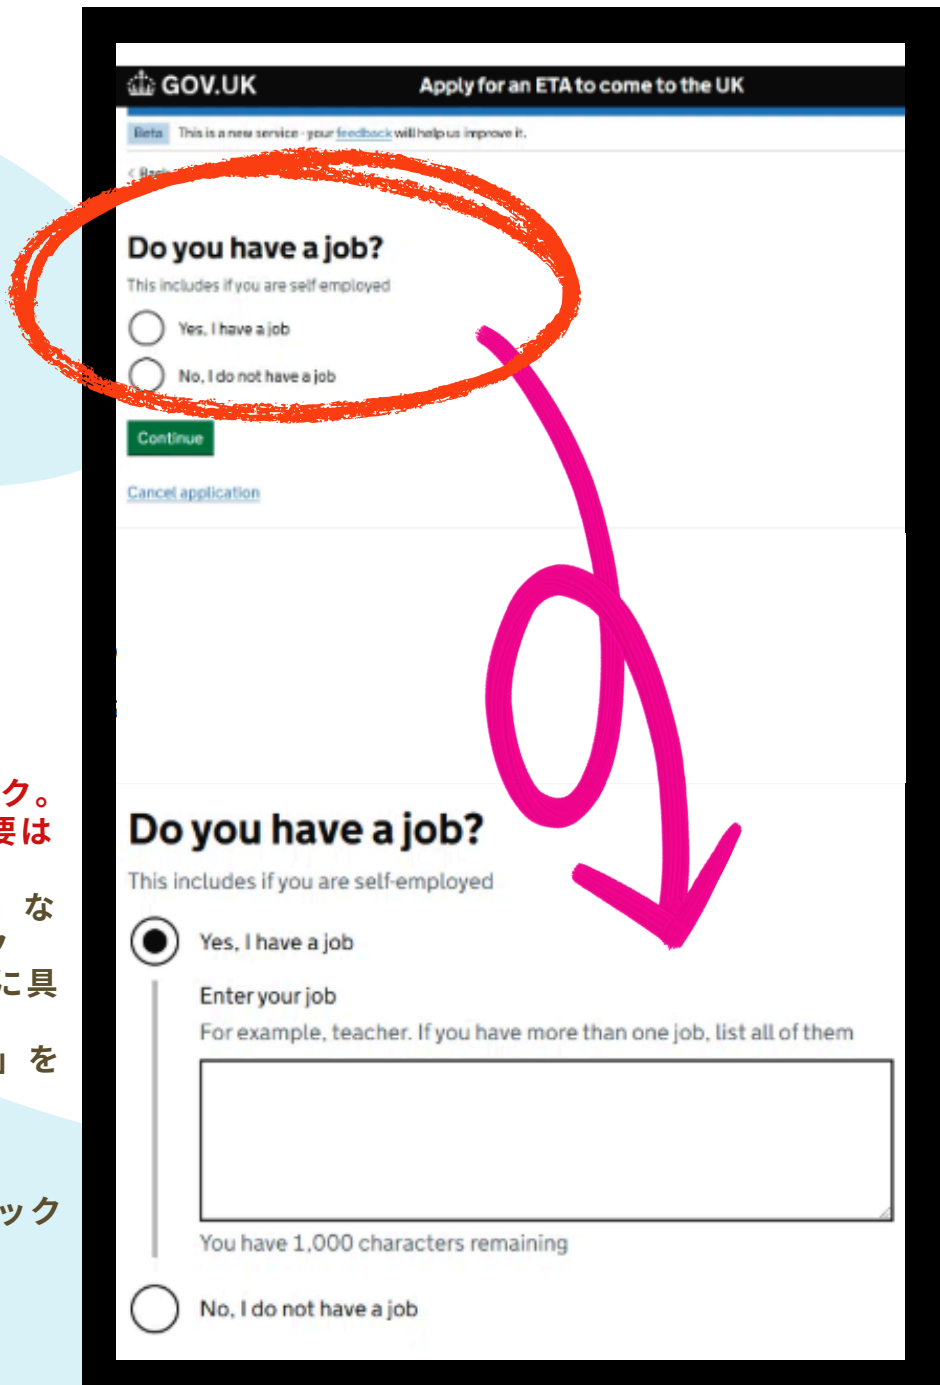 GOV.UK
Apply for an ETA to come to the UK
Beta This is a new service - your feedback will help us improve it.
Do you have a job?
This includes if you are self employed
Yes, I have a job
No, I do not have a job
Continue
Cancel application
ク。
要は
な
に具
」を
ック
Do you have a job?
This includes if you are self-employed
Yes, I have a job
Enter your job
For example, teacher. If you have more than one job, list all of them
You have 1,000 characters remaining
No, I do not have a job